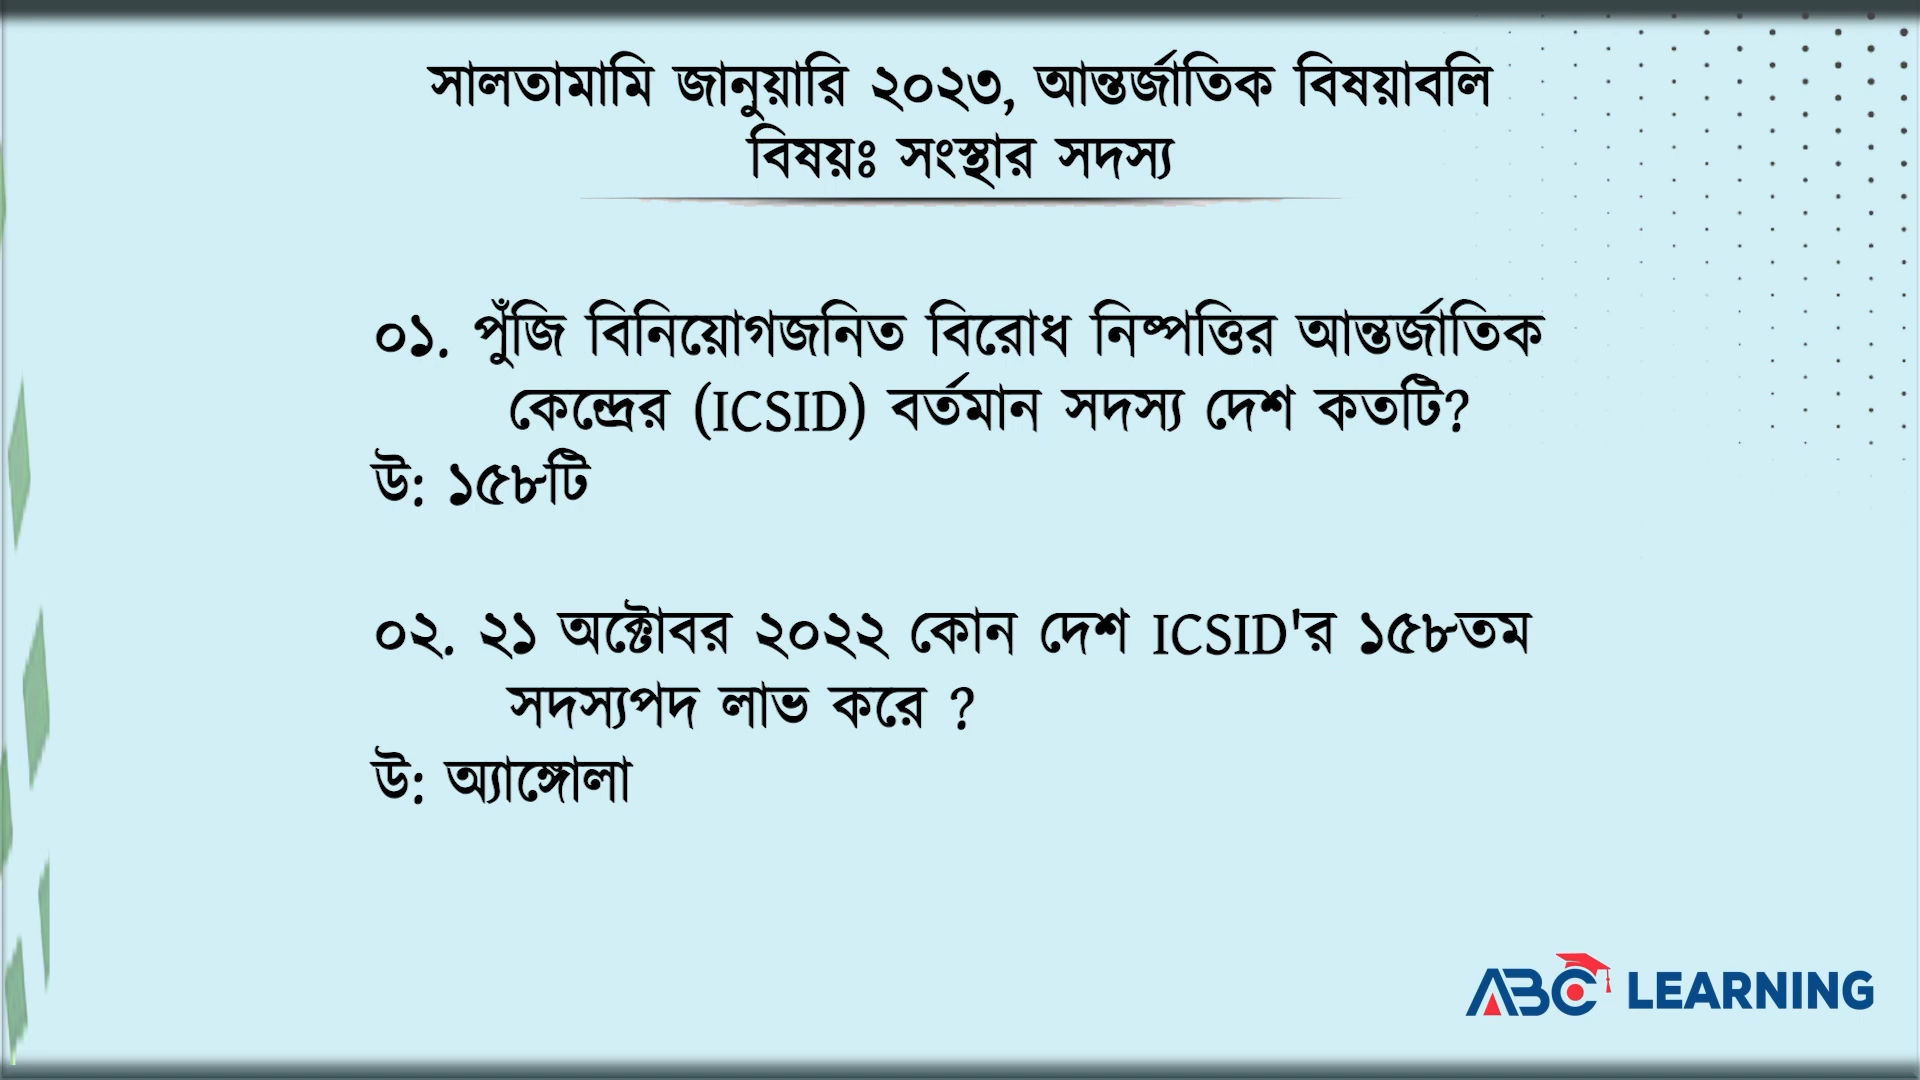 সালতামামি জানুয়ারি ২০২৩, আন্তর্জাতিক বিষয়াবলি
বিষয়ঃ সংস্থার সদস্য
০১. পুঁজি বিনিয়োগজনিত বিরোধ নিষ্পত্তির আন্তর্জাতিক
কেন্দ্রের (ICSID) বর্তমান সদস্য দেশ কতটি?
উ: ১৫৮টি
০২. ২১ অক্টোবর ২০২২ কোন দেশ ICSID'র ১৫৮তম
সদস্যপদ লাভ করে ?
উ: অ্যাঙ্গোলা
ABC LEARNING